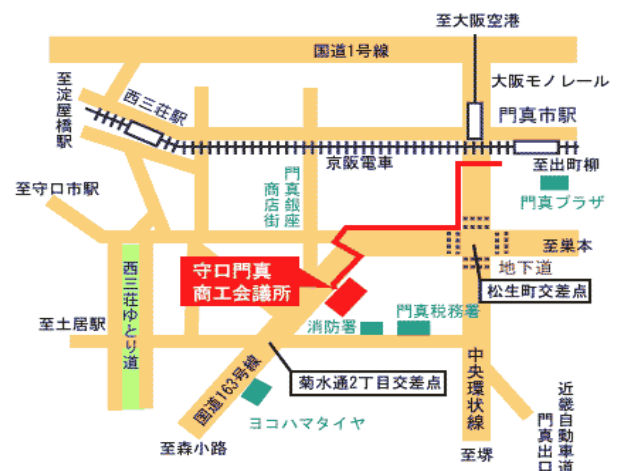 至大阪空港
国道1号線
大阪モノレール
至淀屋橋駅
西三荘駅
門真市駅
京阪電車
至出町柳
門真プラザ
至守口市駅
門真銀座
商店街
至巣本
地下道
松生町交差点
守口門真
商工会議所
西三荘ゆとり道
至土居駅
消防署
門真税務署
菊水通2丁目交差点
国道163号線
中央環状線
ヨコハマタイヤ
近畿自動車道
門真出口
至森小路
至堺